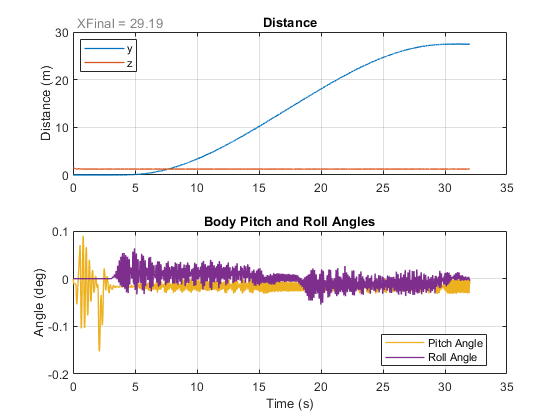 XFinal = 29.19
Distance
Distance (m)
30
20
10
0
y
z
0 5 10 15 20 25 30 35
Body Pitch and Roll Angles
Angle (deg)
0.1
0
-0.1
-0.2
Pitch Angle
Roll Angle
0 5 10 15 20 25 30 35
Time (s)